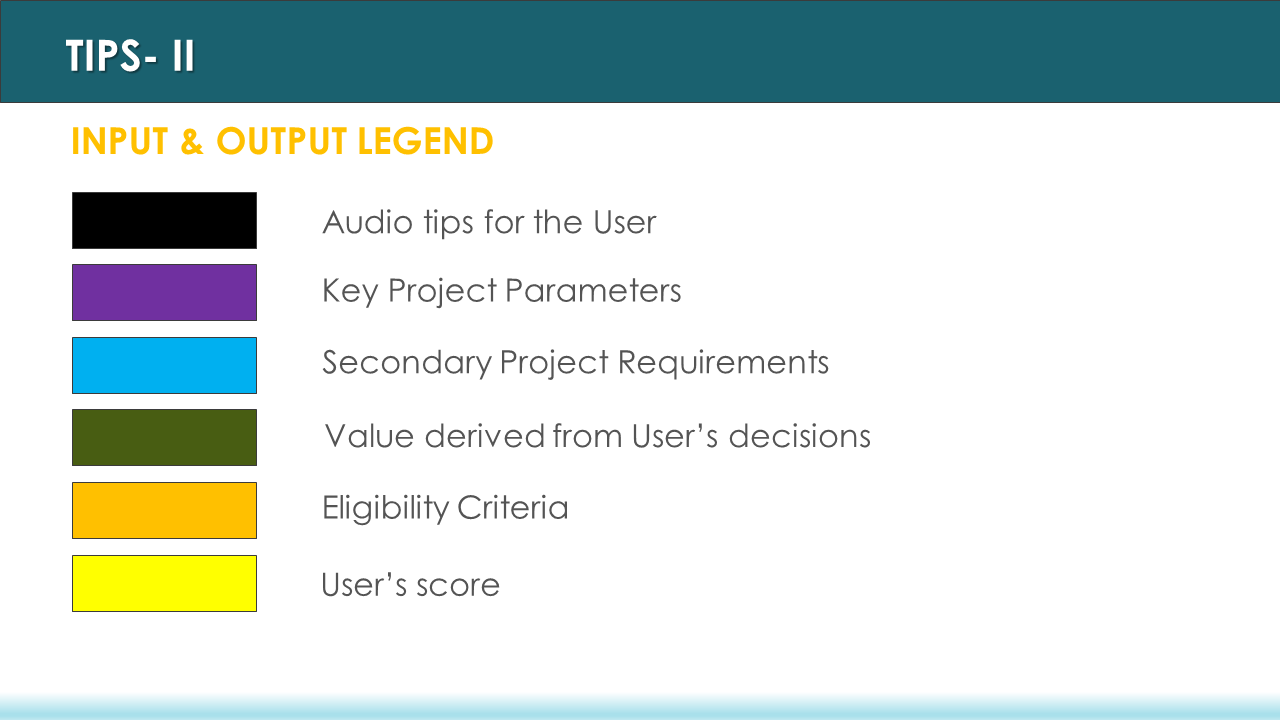 TIPS- II
INPUT & OUTPUT LEGEND
Audio tips for the User
Key Project Parameters
Secondary Project Requirements
Value derived from User’s decisions
Eligibility Criteria
User’s score